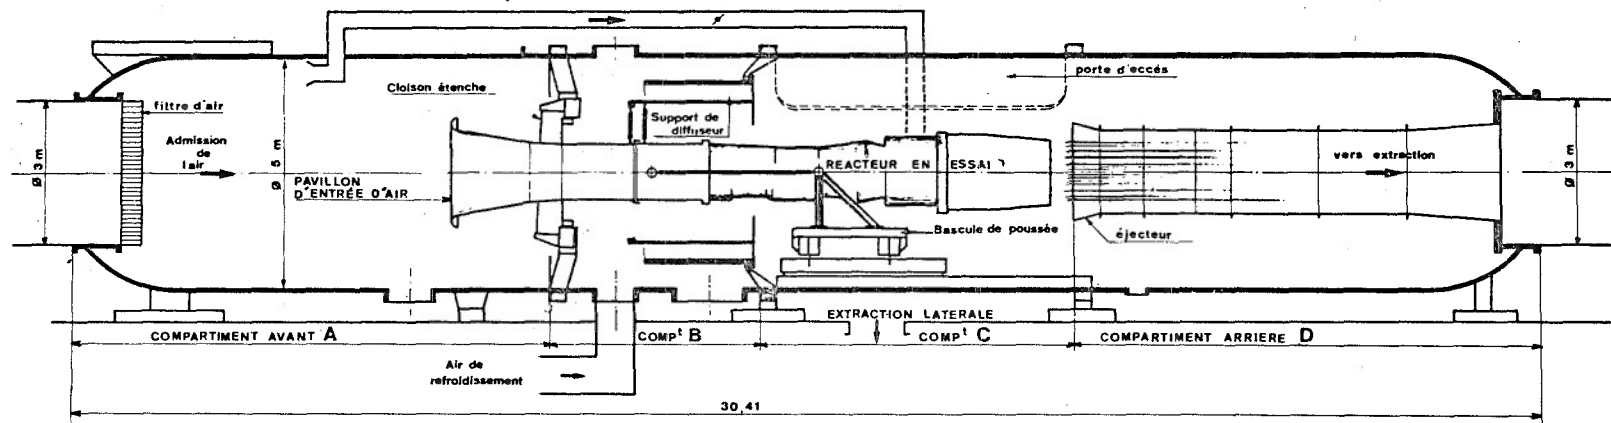 porte d'eccés
Cloison étenche
filtre d'air
Admission
de
l air
Ø 3 m
Ø 5 m
Support de
diffuseur
REACTEUR EN ESSAI
vers extraction
Ø 3 m
PAVILLON
D'ENTRÉE D'AIR
Bascule de poussée
éjecteur
EXTRACTION LATERALE
COMPARTIMENT AVANT A
COMPᵗ B
COMPᵗ C
COMPARTIMENT ARRIERE D
Air de
refroidissement
30,41